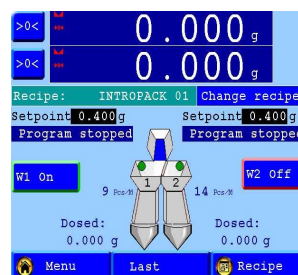 >0< 0.000 g
>0< 0.000 g
Recipe: INTROPACK 01 Change recipe
Setpoint 0.400 g Setpoint 0.400 g
Program stopped Program stopped
W1 On 1 2 W2 Off
9 Pcs/M 14 Pcs/M
Dosed: Dosed:
0.000 g 0.000 g
Menu Last Recipe